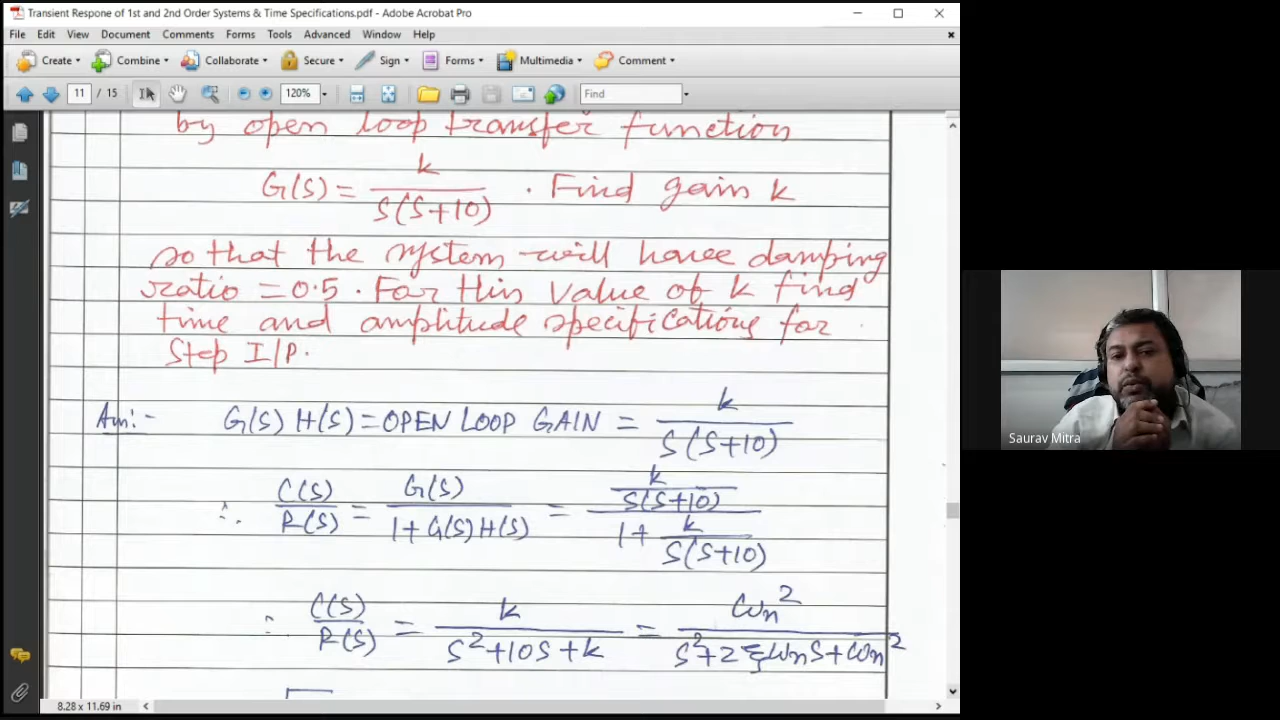 Transient Respone of 1st and 2nd Order Systems & Time Specifications.pdf - Adobe Acrobat Pro
File Edit View Document Comments Forms Tools Advanced Window Help
Create Combine Collaborate Secure Sign Forms Multimedia Comment
11 / 15 120% Find
by open loop transfer function
G(S) = k / S(S+10) . Find gain k
so that the system will have damping
ratio = 0.5. For this value of k find
time and amplitude specifications for
Step I/P.
Ans:- G(S) H(S) = OPEN LOOP GAIN = k / S(S+10)
∴ C(S) / R(S) = G(S) / 1+G(S)H(S) = k / S(S+10) / 1+ k / S(S+10)
∴ C(S) / R(S) = k / S²+10S+k = ωn² / S²+2ξωnS+ωn²
8.28 x 11.69 in
Saurav Mitra